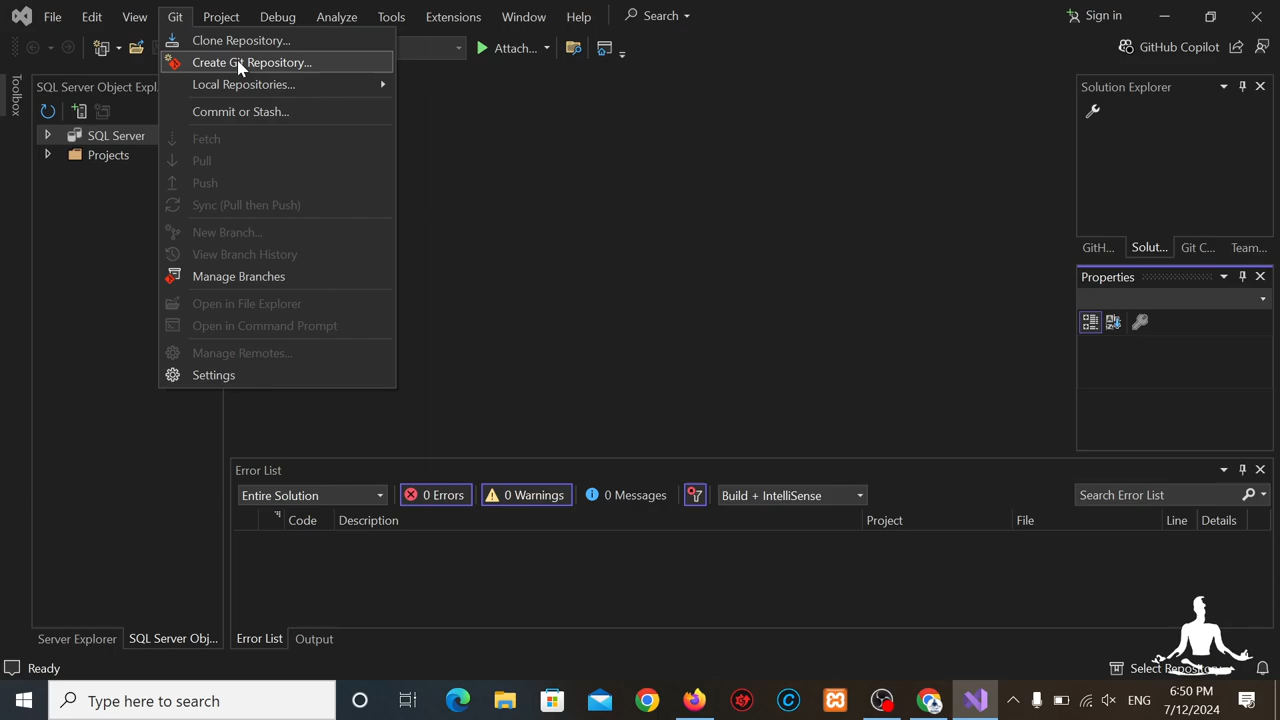 File Edit View Git Project Debug Analyze Tools Extensions Window Help Search Sign in
Attach... GitHub Copilot
Clone Repository...
Create Git Repository...
Local Repositories...
Commit or Stash...
Fetch
Pull
Push
Sync (Pull then Push)
New Branch...
View Branch History
Manage Branches
Open in File Explorer
Open in Command Prompt
Manage Remotes...
Settings
Toolbox
SQL Server Object Expl
SQL Server
Projects
Solution Explorer
GitH... Solut... Git C... Team...
Properties
Error List
Entire Solution 0 Errors 0 Warnings 0 Messages Build + IntelliSense Search Error List
Code Description Project File Line Details
Server Explorer SQL Server Obj... Error List Output
Ready
Type here to search
ENG
6:50 PM
7/12/2024